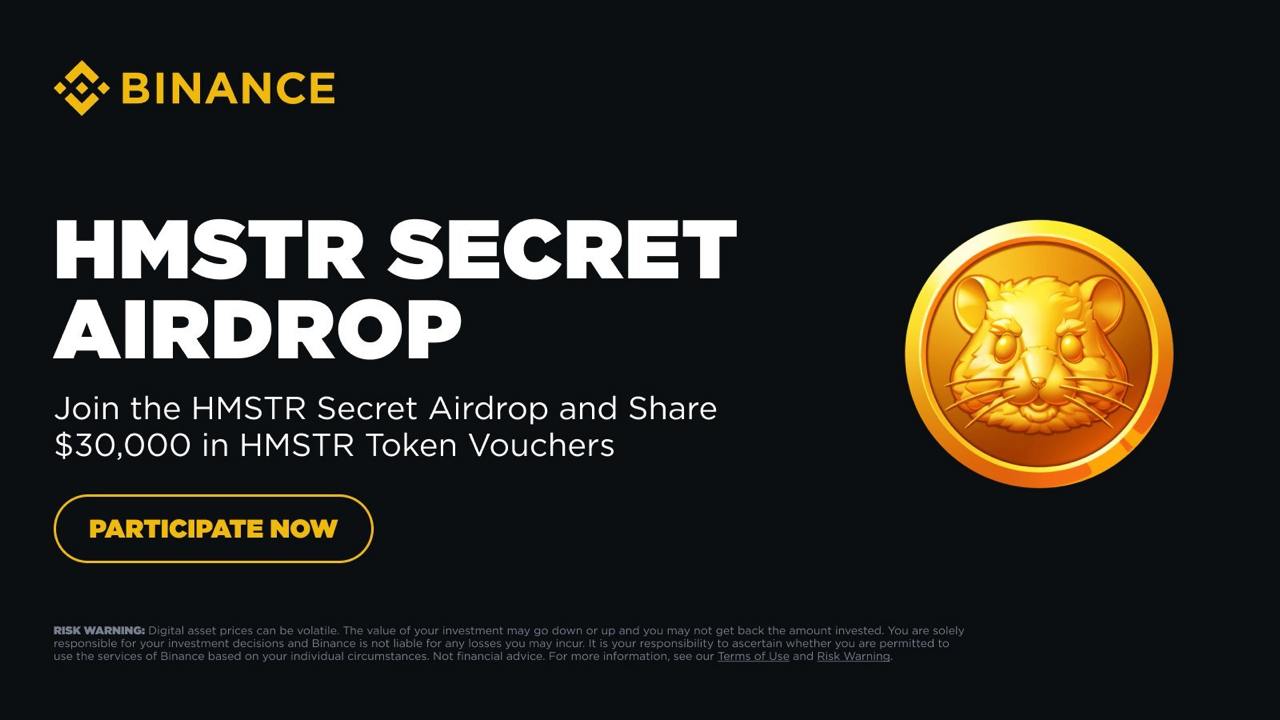 BINANCE
HMSTR SECRET
AIRDROP
Join the HMSTR Secret Airdrop and Share
$30,000 in HMSTR Token Vouchers
PARTICIPATE NOW
RISK WARNING: Digital asset prices can be volatile. The value of your investment may go down or up and you may not get back the amount invested. You are solely
responsible for your investment decisions and Binance is not liable for any losses you may incur. It is your responsibility to ascertain whether you are permitted to
use the services of Binance based on your individual circumstances. Not financial advice. For more information, see our Terms of Use and Risk Warning.